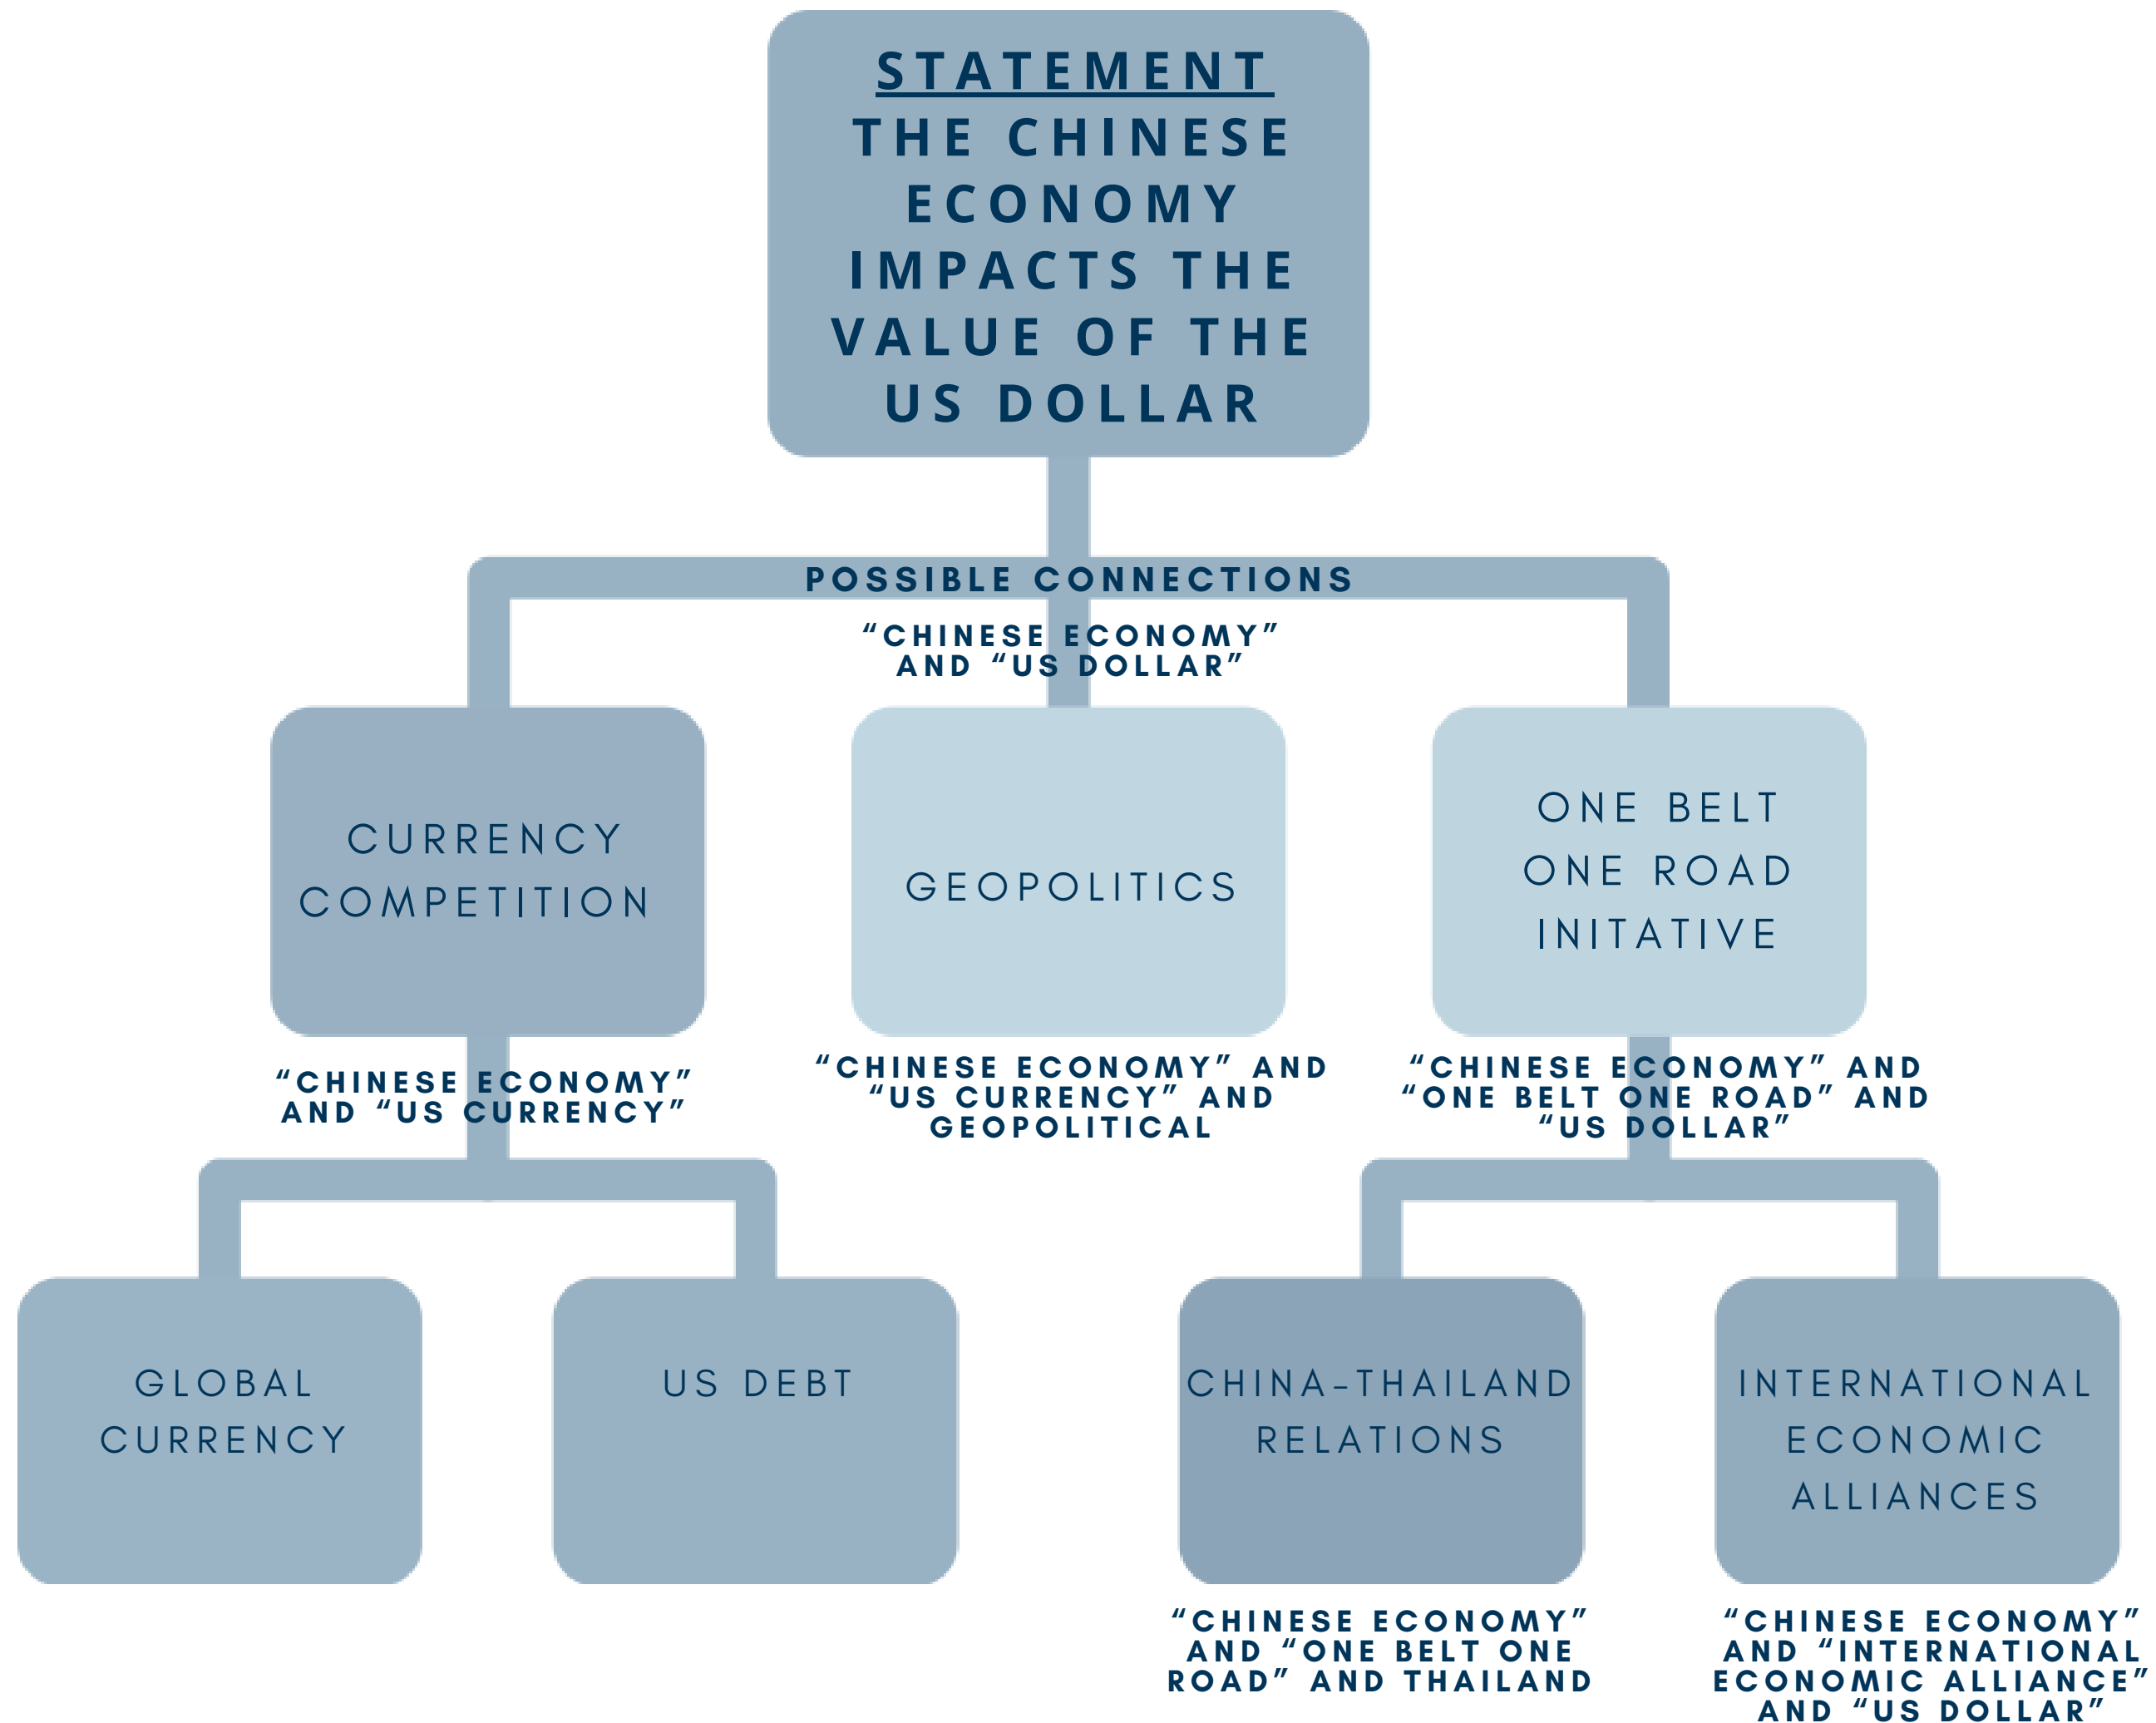 STATEMENT
THE CHINESE
ECONOMY
IMPACTS THE
VALUE OF THE
US DOLLAR
POSSIBLE CONNECTIONS
“CHINESE ECONOMY”
AND “US DOLLAR”
CURRENCY
COMPETITION
GEOPOLITICS
ONE BELT
ONE ROAD
INITATIVE
“CHINESE ECONOMY”
AND “US CURRENCY”
“CHINESE ECONOMY” AND
“US CURRENCY” AND
GEOPOLITICAL
“CHINESE ECONOMY” AND
“ONE BELT ONE ROAD” AND
“US DOLLAR”
GLOBAL
CURRENCY
US DEBT
CHINA-THAILAND
RELATIONS
INTERNATIONAL
ECONOMIC
ALLIANCES
“CHINESE ECONOMY”
AND “ONE BELT ONE
ROAD” AND THAILAND
“CHINESE ECONOMY”
AND “INTERNATIONAL
ECONOMIC ALLIANCE”
AND “US DOLLAR”